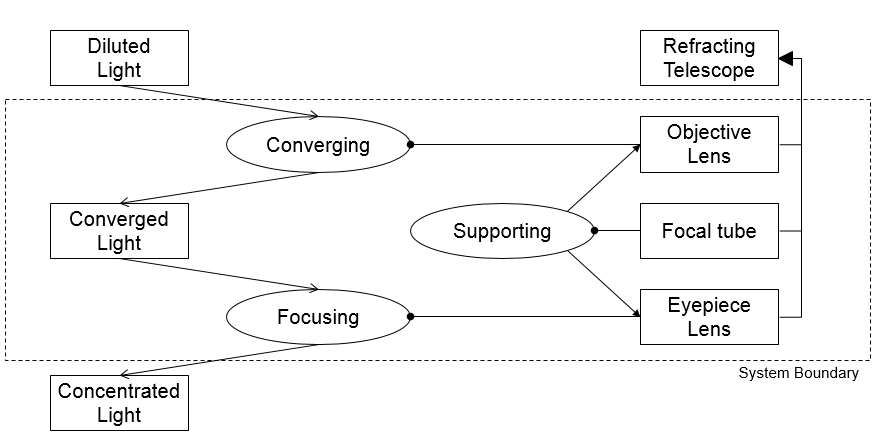 Diluted
Light
Refracting
Telescope
Converging
Objective
Lens
Converged
Light
Supporting
Focal tube
Focusing
Eyepiece
Lens
System Boundary
Concentrated
Light